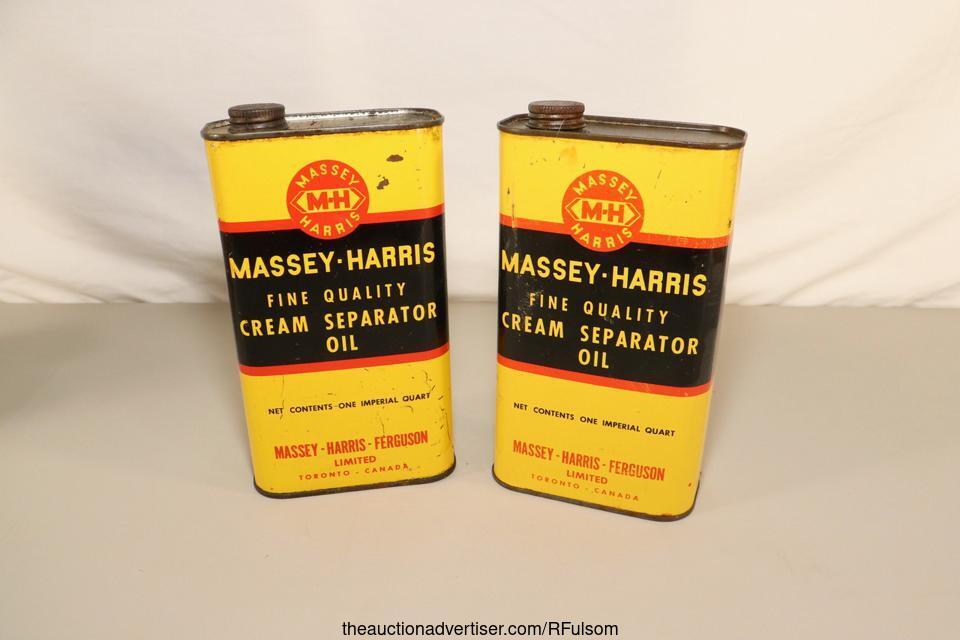 MASSEY
M-H
HARRIS
MASSEY-HARRIS
FINE QUALITY
CREAM SEPARATOR
OIL
NET CONTENTS ONE IMPERIAL QUART
MASSEY-HARRIS-FERGUSON
LIMITED
TORONTO - CANADA
MASSEY
M-H
HARRIS
MASSEY-HARRIS
FINE QUALITY
CREAM SEPARATOR
OIL
NET CONTENTS ONE IMPERIAL QUART
MASSEY-HARRIS-FERGUSON
LIMITED
TORONTO - CANADA
theauctionadvertiser.com/RFulsom